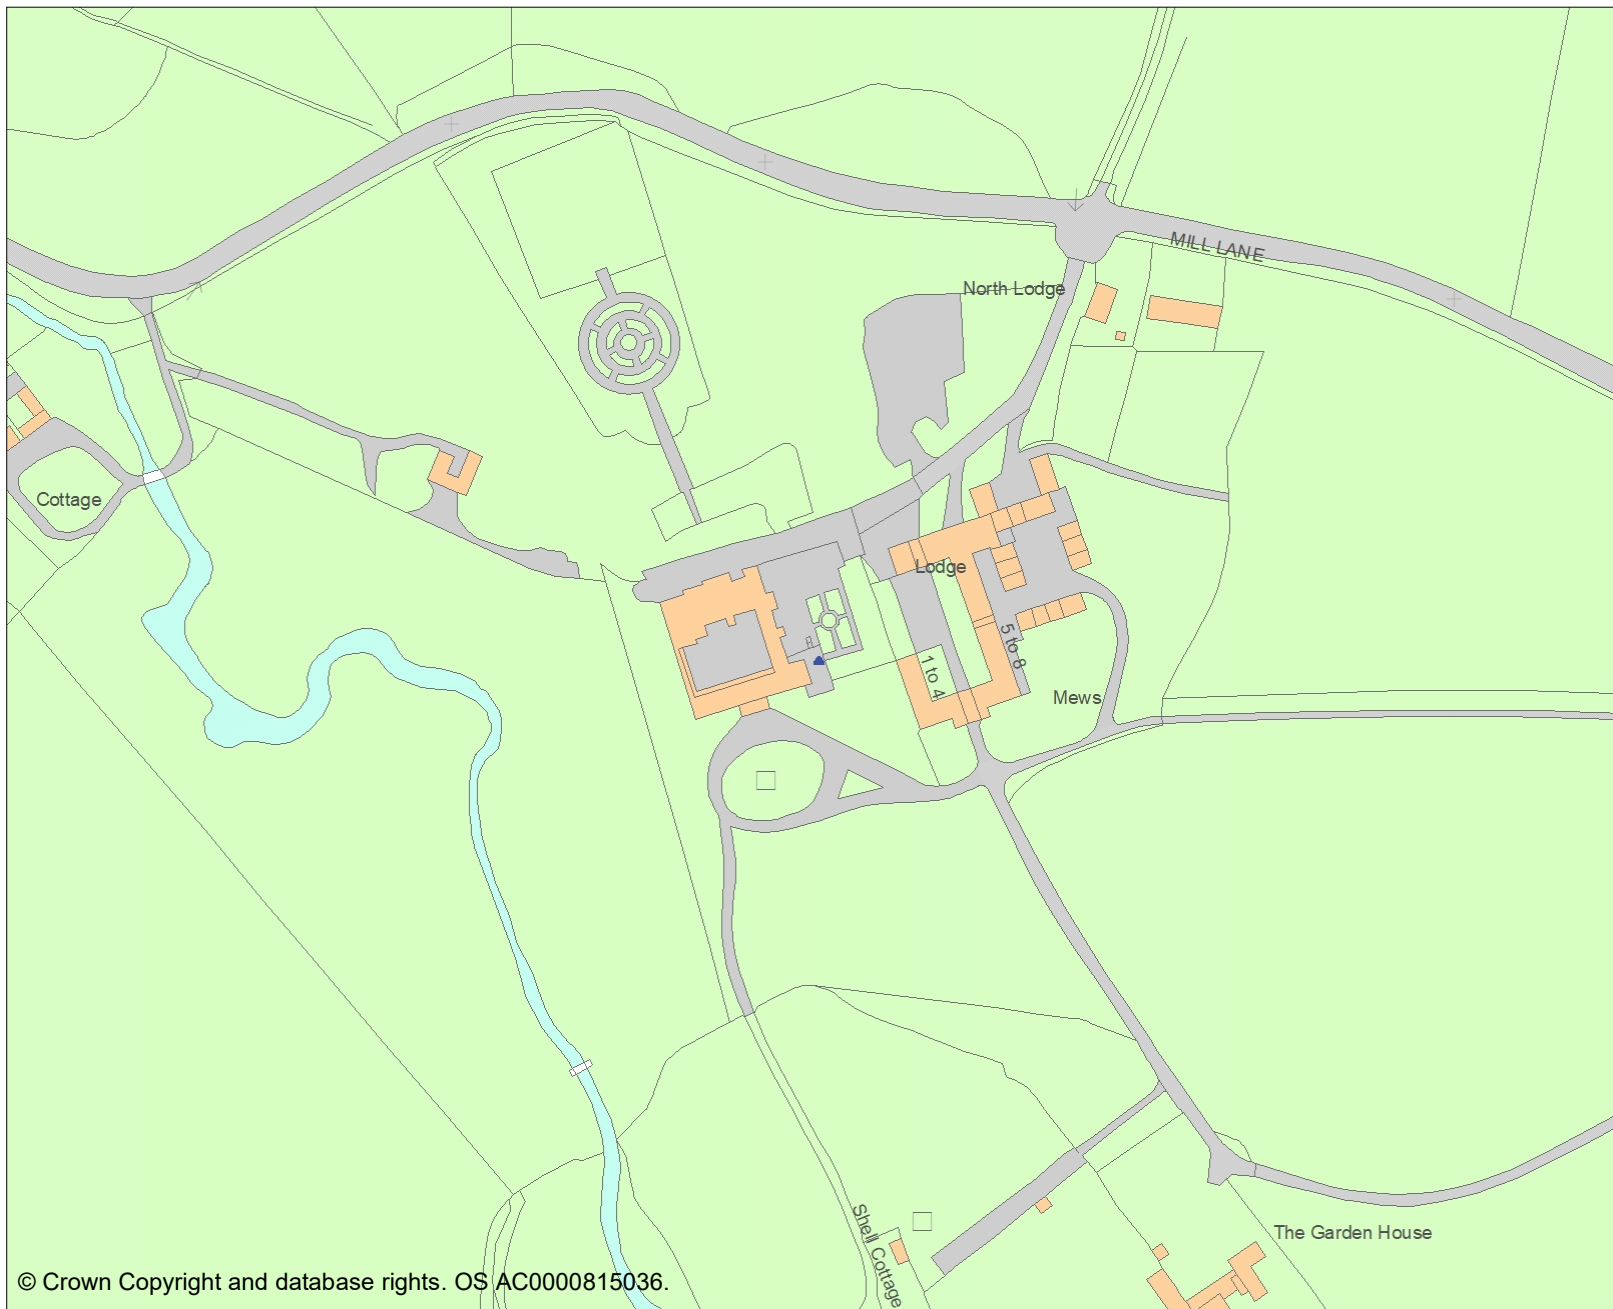 MILL LANE
North Lodge
Cottage
Lodge
5 to 8
1 to 4
Mews
Shell Cottage
The Garden House
© Crown Copyright and database rights. OS AC0000815036.